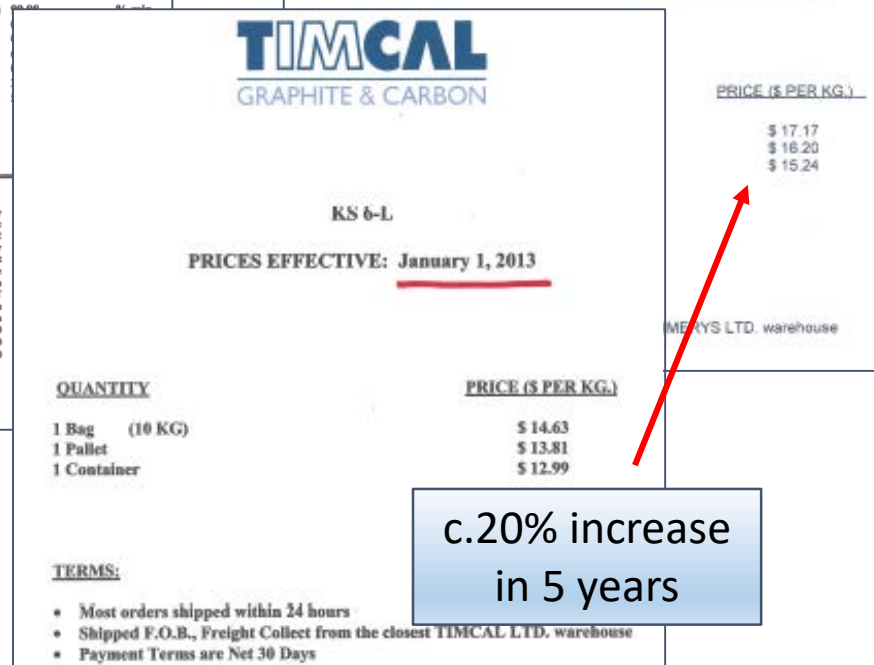 TIMCAL
GRAPHITE & CARBON
KS 6-L
PRICES EFFECTIVE: January 1, 2013
QUANTITY PRICE ($ PER KG.)
1 Bag (10 KG) $ 14.63
1 Pallet $ 13.81
1 Container $ 12.99
TERMS:
• Most orders shipped within 24 hours
• Shipped F.O.B., Freight Collect from the closest TIMCAL LTD. warehouse
• Payment Terms are Net 30 Days
PRICE ($ PER KG.)
$ 17.17
$ 16.20
$ 15.24
IMERYS LTD. warehouse
c.20% increase
in 5 years